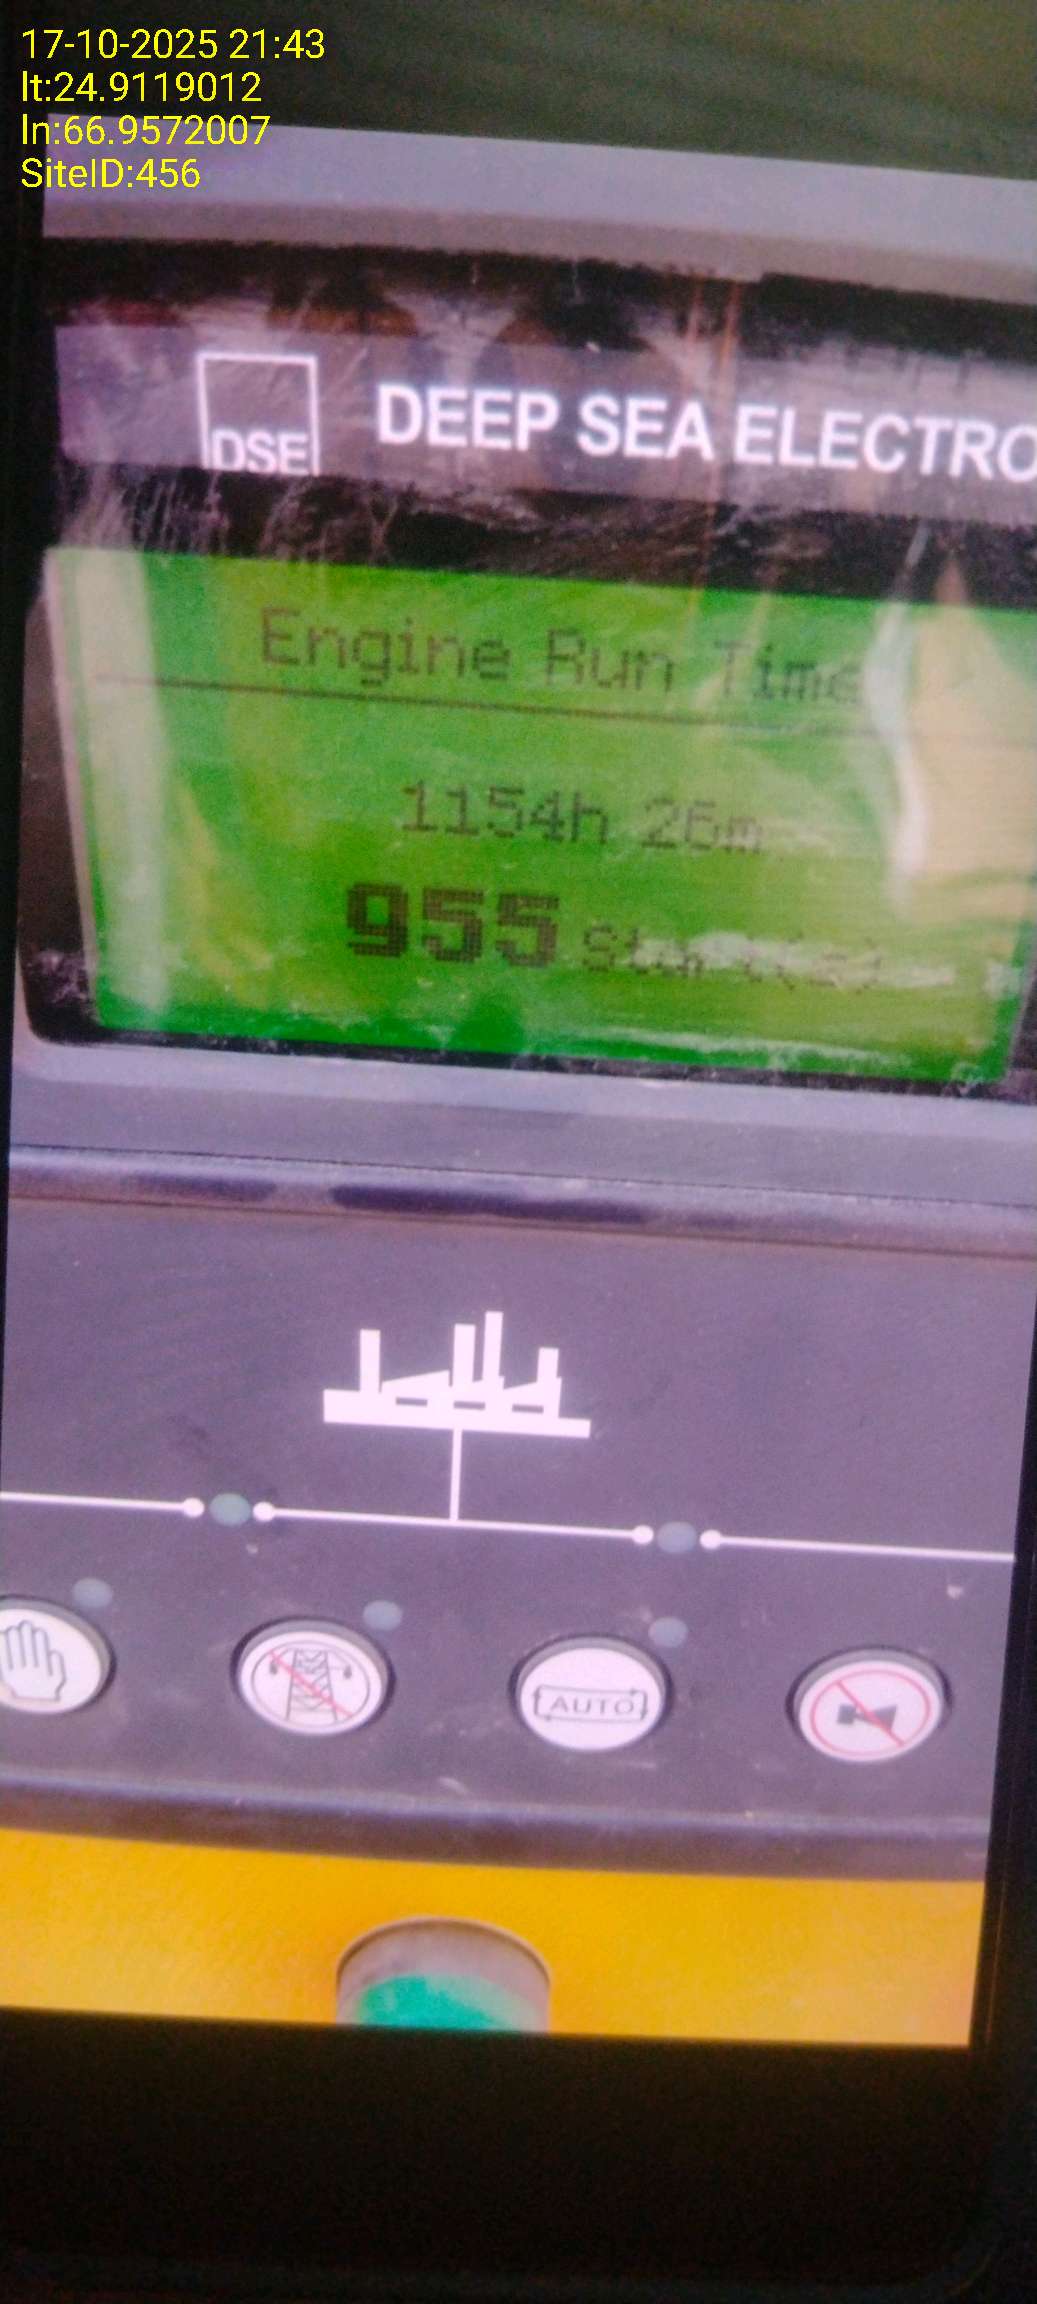 17-10-2025 21:43
lt:24.9119012
ln:66.9572007
SiteID:456
DSE
DEEP SEA ELECTRO
Engine Run Time
1154h 26m
955 Start(s)
AUTO